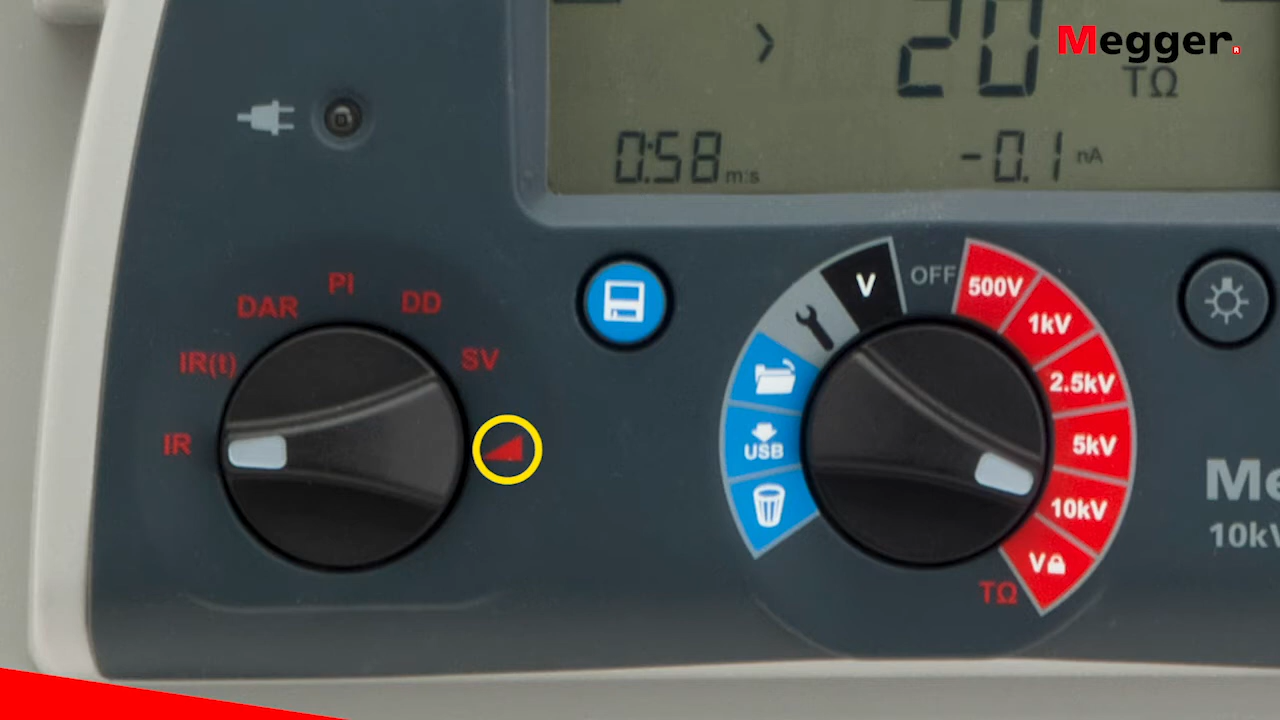 Megger®
> 20 TΩ
0:58 m:s -0.1 nA
PI
DAR DD
IR(t) SV
IR
V OFF 500V
1kV
2.5kV
USB 5kV
10kV
V
TΩ
Me
10kV